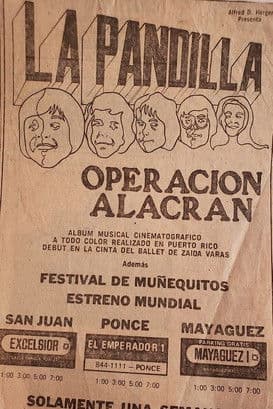 Alfred D. Herger
Presenta
LA PANDILLA
OPERACION
ALACRAN
ALBUM MUSICAL CINEMATOGRAFICO
A TODO COLOR REALIZADO EN PUERTO RICO
DEBUT EN LA CINTA DEL BALLET DE ZAIDA VARAS
Además
FESTIVAL DE MUÑEQUITOS
ESTRENO MUNDIAL
SAN JUAN PONCE MAYAGUEZ
EXCELSIOR EL EMPERADOR 1 PARKING GRATIS
MAYAGUEZ I
844-1111 - PONCE
1:00 3:00 5:00 7:00 1:00 3:00 5:00 7:00 1:00 3:00 5:00 7:00
SOLAMENTE UNA